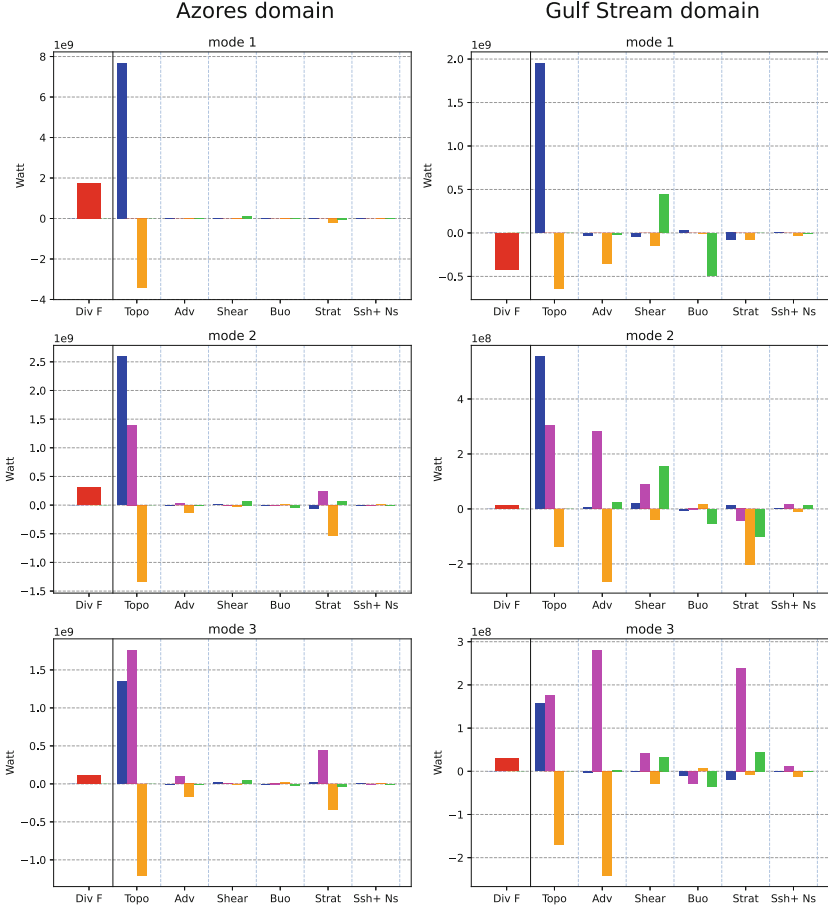 Azores domain
Gulf Stream domain
mode 1
1e9
8
6
4
2
0
−2
−4
Watt
Div F Topo Adv Shear Buo Strat Ssh+ Ns
mode 1
1e9
2.0
1.5
1.0
0.5
0.0
−0.5
Watt
Div F Topo Adv Shear Buo Strat Ssh+ Ns
mode 2
1e9
2.5
2.0
1.5
1.0
0.5
0.0
−0.5
−1.0
−1.5
Watt
Div F Topo Adv Shear Buo Strat Ssh+ Ns
mode 2
1e8
4
2
0
−2
Watt
Div F Topo Adv Shear Buo Strat Ssh+ Ns
mode 3
1e9
1.5
1.0
0.5
0.0
−0.5
−1.0
Watt
Div F Topo Adv Shear Buo Strat Ssh+ Ns
mode 3
1e8
3
2
1
0
−1
−2
Watt
Div F Topo Adv Shear Buo Strat Ssh+ Ns